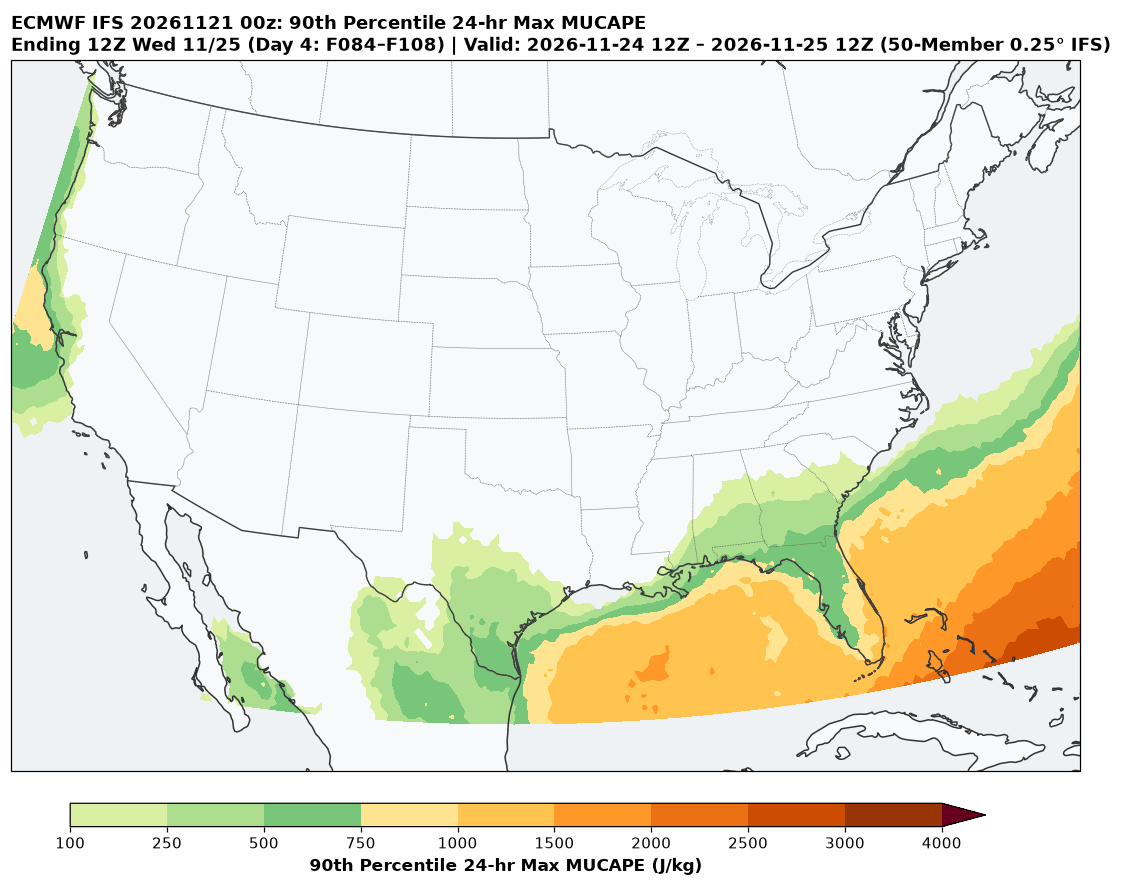 ECMWF IFS 20261121 00z: 90th Percentile 24-hr Max MUCAPE
Ending 12Z Wed 11/25 (Day 4: F084–F108) | Valid: 2026-11-24 12Z – 2026-11-25 12Z (50-Member 0.25° IFS)
100 250 500 750 1000 1500 2000 2500 3000 4000
90th Percentile 24-hr Max MUCAPE (J/kg)